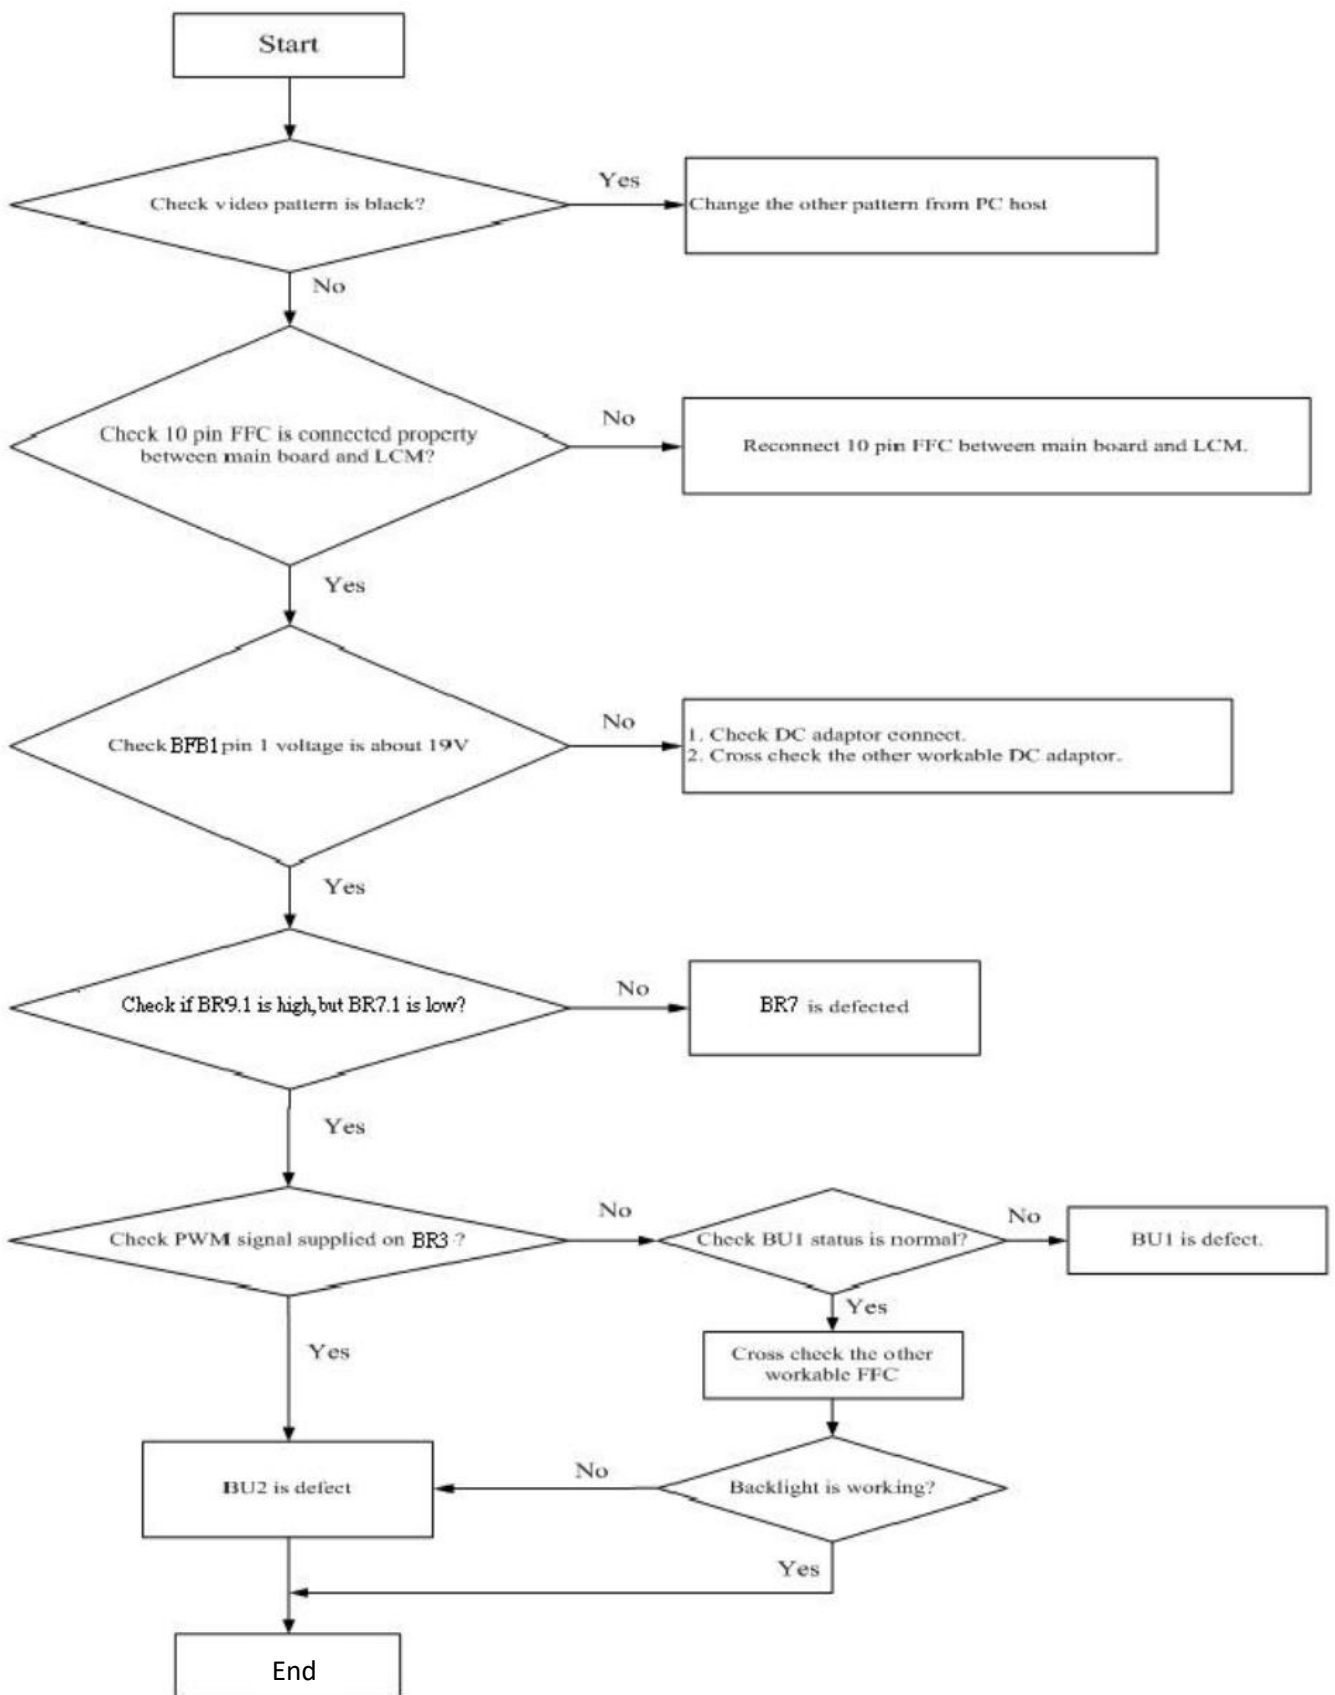 Start
Check video pattern is black?
Yes
Change the other pattern from PC host
No
Check 10 pin FFC is connected property
between main board and LCM?
No
Reconnect 10 pin FFC between main board and LCM.
Yes
Check BFB1 pin 1 voltage is about 19V
No
1. Check DC adaptor connect.
2. Cross check the other workable DC adaptor.
Yes
Check if BR9.1 is high, but BR7.1 is low?
No
BR7 is defected
Yes
Check PWM signal supplied on BR3 ?
No
Check BU1 status is normal?
No
BU1 is defect.
Yes
Yes
Cross check the other
workable FFC
BU2 is defect
No
Backlight is working?
Yes
End